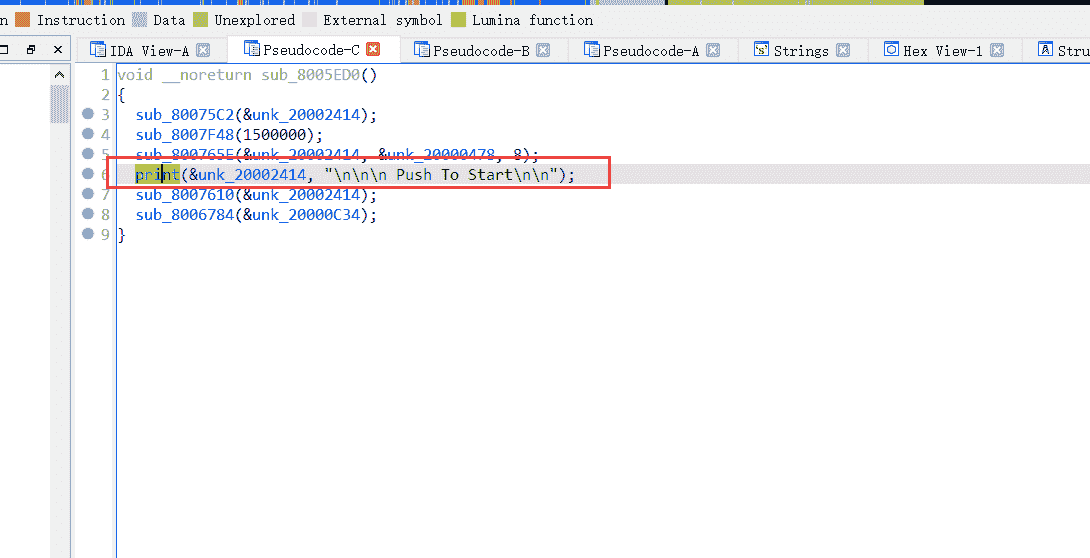 n Instruction Data Unexplored External symbol Lumina function
IDA View-A Pseudocode-C Pseudocode-B Pseudocode-A Strings Hex View-1 Stru
1 void __noreturn sub_8005ED0()
2 {
3 sub_80075C2(&unk_20002414);
4 sub_8007F48(1500000);
5 sub_800765E(&unk_20002414, &unk_20000478, 8);
6 print(&unk_20002414, "\n\n\n Push To Start\n\n");
7 sub_8007610(&unk_20002414);
8 sub_8006784(&unk_20000C34);
9 }